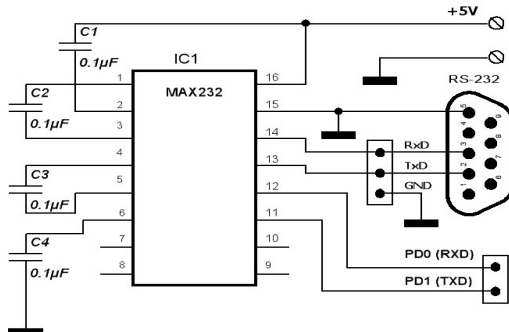 +5V
C1
0.1µF
IC1
MAX232
C2
0.1µF
C3
0.1µF
C4
0.1µF
1
2
3
4
5
6
7
8
16
15
14
13
12
11
10
9
RS-232
5
4
3
2
1
9
8
7
6
RxD
TxD
GND
PD0 (RXD)
PD1 (TXD)